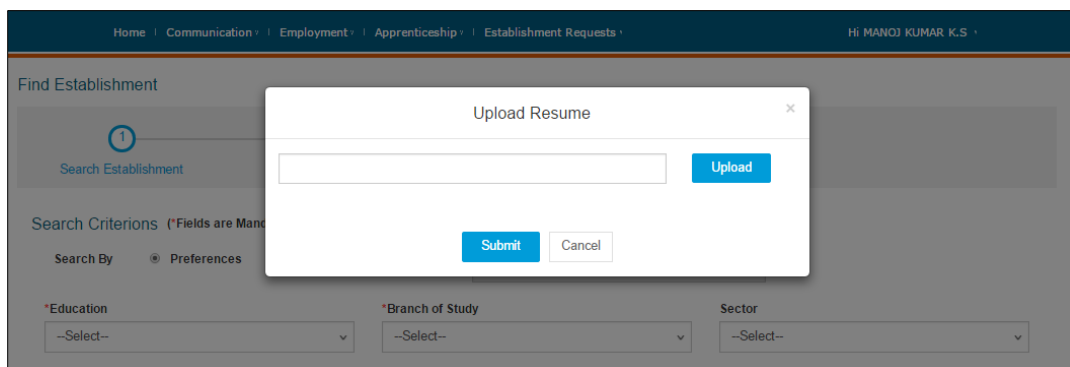 Home | Communication | Employment | Apprenticeship | Establishment Requests
Hi MANOJ KUMAR K.S
Find Establishment
Upload Resume
×
1
Search Establishment
Upload
Search Criterions (*Fields are Mand
Submit Cancel
Search By Preferences
*Education *Branch of Study Sector
--Select-- --Select-- --Select--